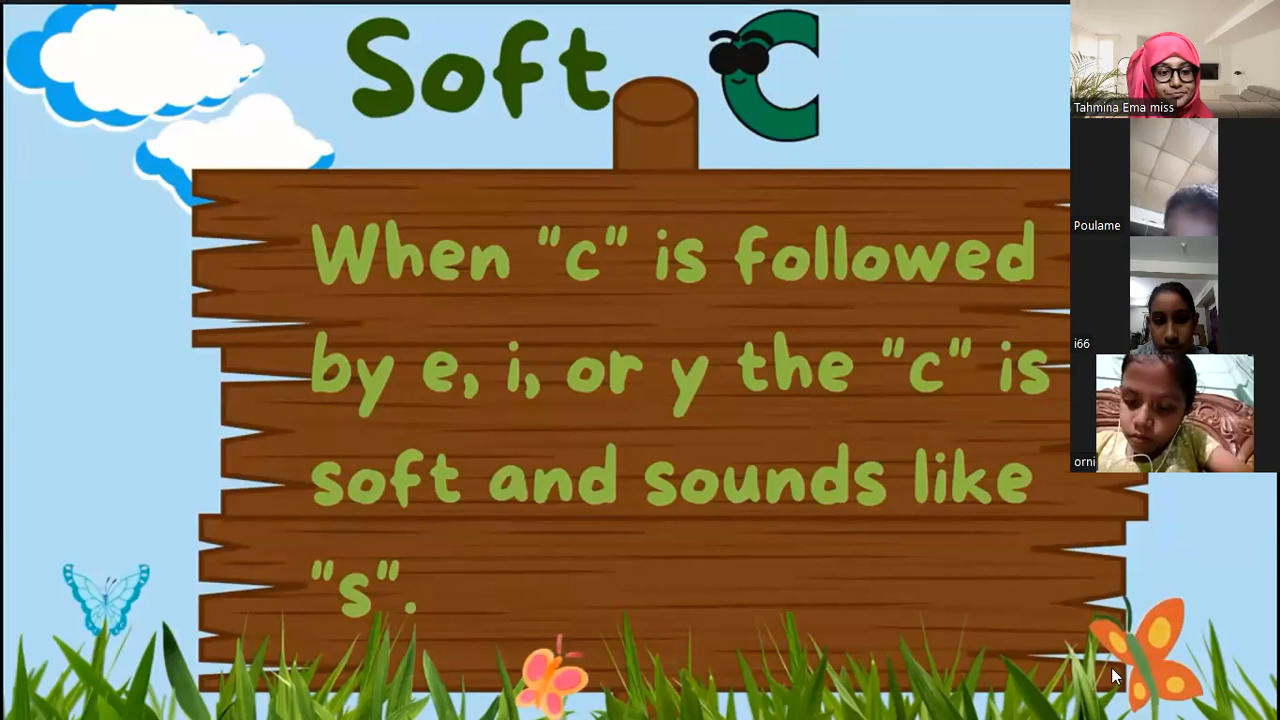 Soft C
When "c" is followed
by e, i, or y the "c" is
soft and sounds like
"s".
Tahmina Ema miss
Poulame
i66
orni